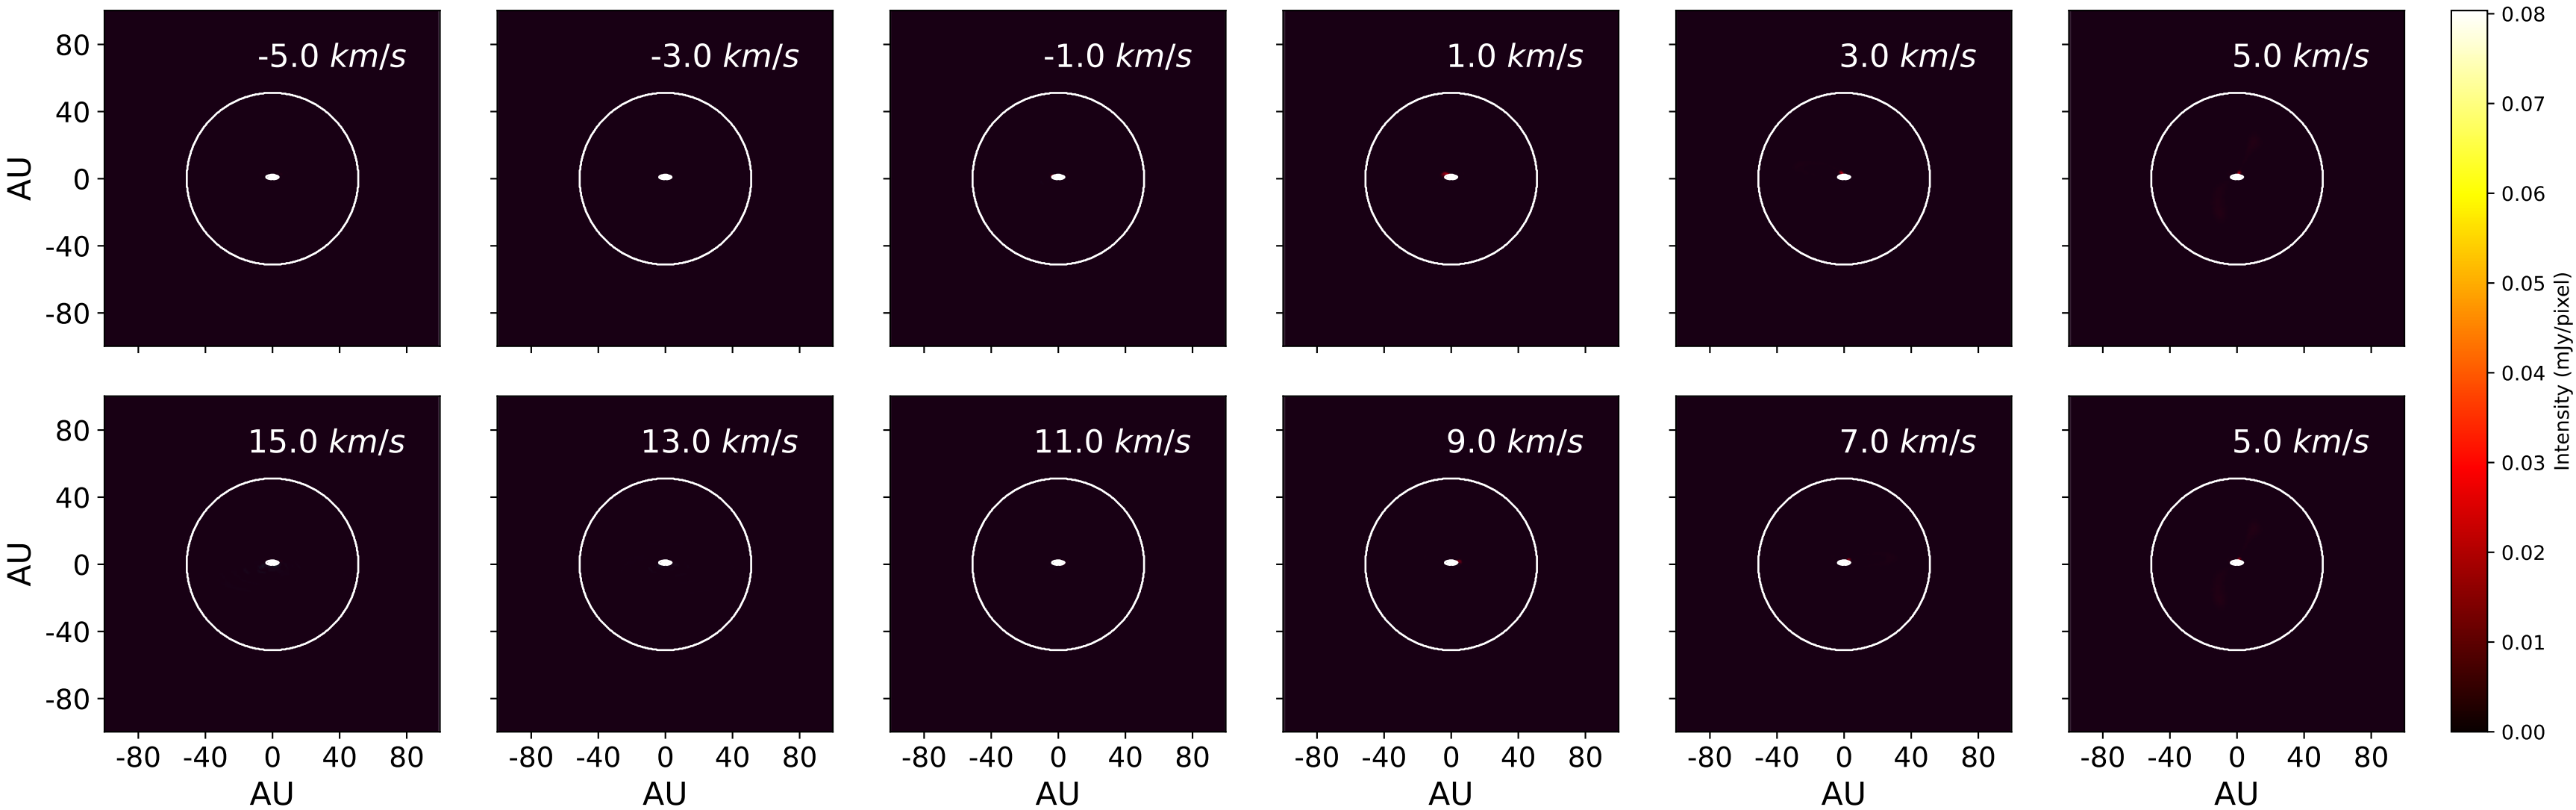 -5.0 km/s
-3.0 km/s
-1.0 km/s
1.0 km/s
3.0 km/s
5.0 km/s
80
40
0
-40
-80
AU
15.0 km/s
13.0 km/s
11.0 km/s
9.0 km/s
7.0 km/s
5.0 km/s
80
40
0
-40
-80
AU
-80 -40 0 40 80
-80 -40 0 40 80
-80 -40 0 40 80
-80 -40 0 40 80
-80 -40 0 40 80
-80 -40 0 40 80
AU
AU
AU
AU
AU
AU
0.08
0.07
0.06
0.05
0.04
0.03
0.02
0.01
0.00
Intensity (mJy/pixel)